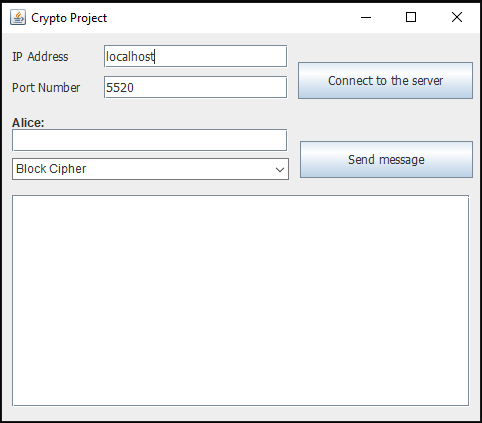 Crypto Project
IP Address localhost
Connect to the server
Port Number 5520
Alice:
Send message
Block Cipher